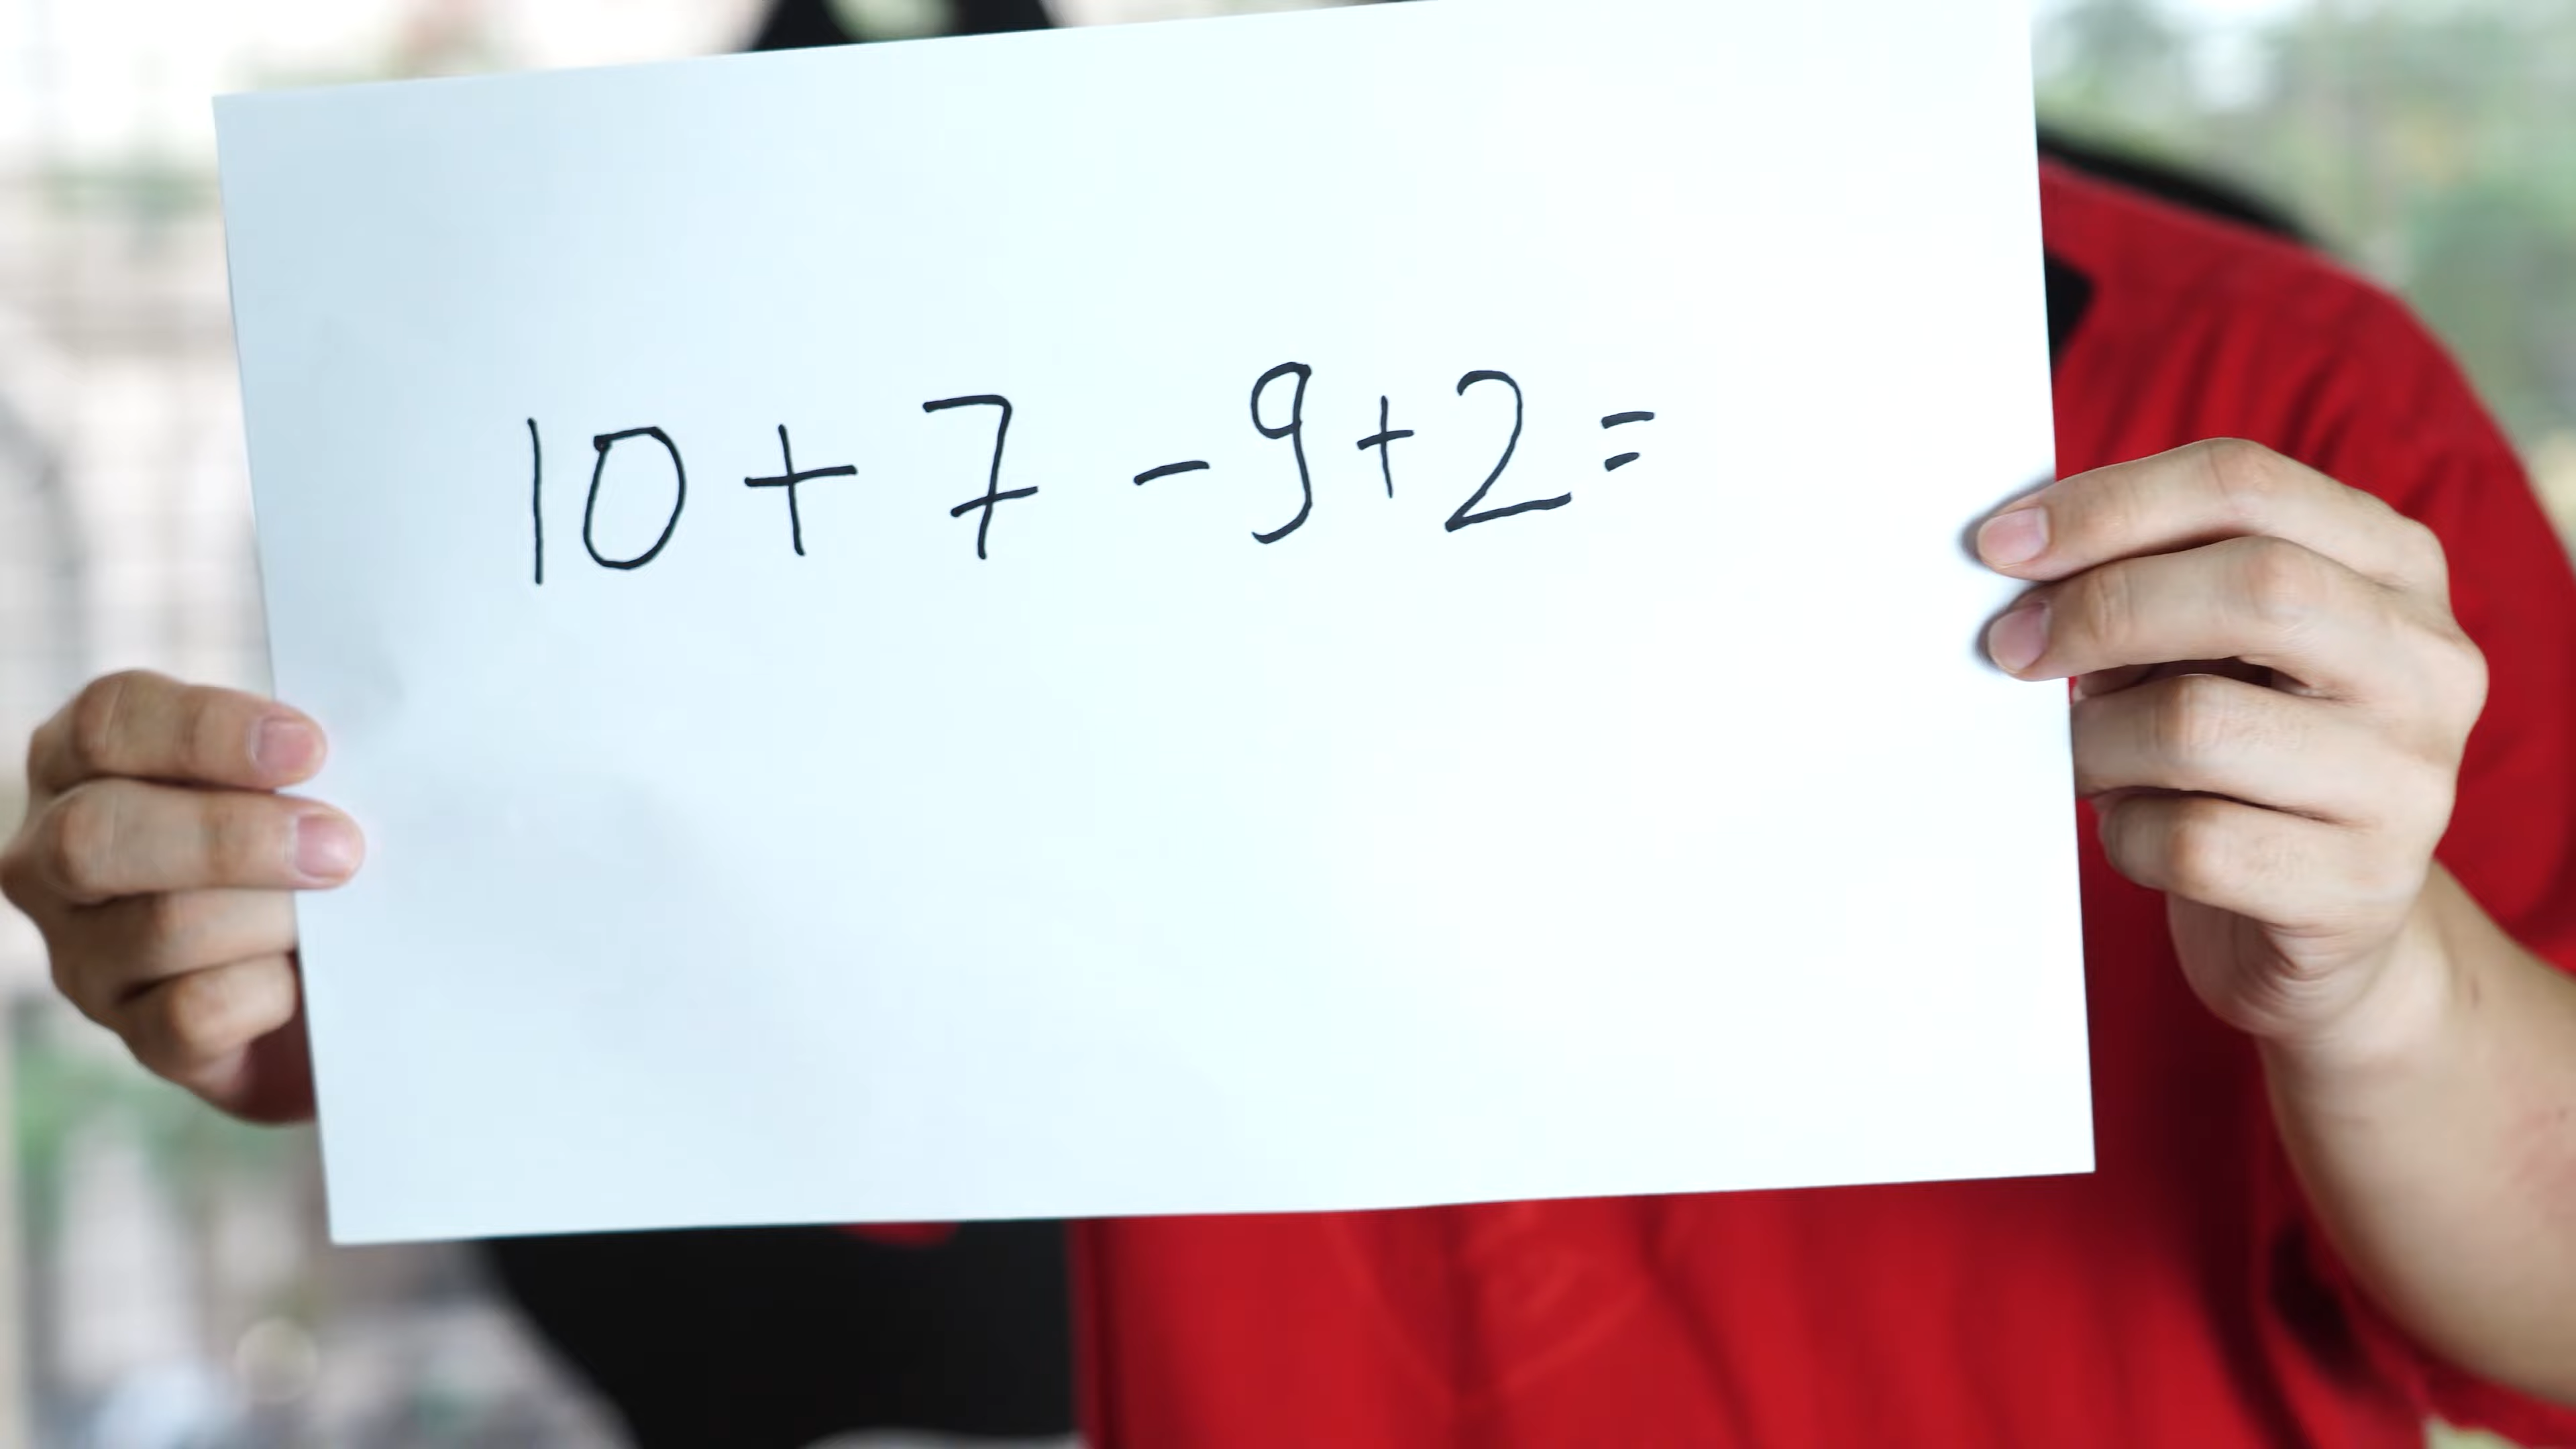 10 + 7 - 9 + 2 =